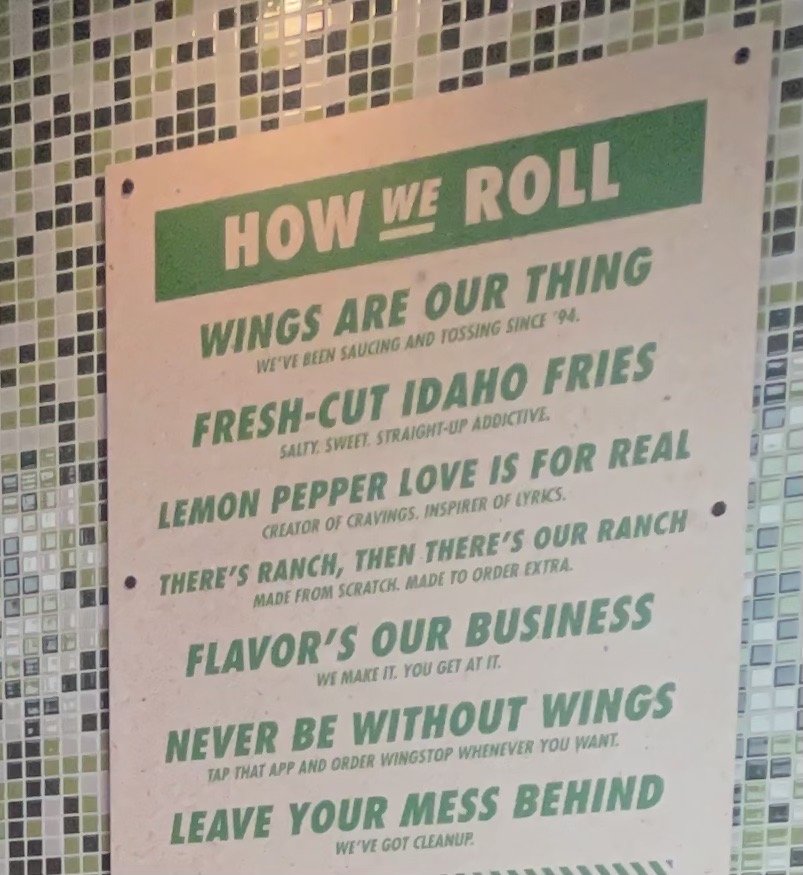 HOW WE ROLL
WINGS ARE OUR THING
WE'VE BEEN SAUCING AND TOSSING SINCE '94.
FRESH-CUT IDAHO FRIES
SALTY. SWEET. STRAIGHT-UP ADDICTIVE.
LEMON PEPPER LOVE IS FOR REAL
CREATOR OF CRAVINGS. INSPIRER OF LYRICS.
THERE'S RANCH, THEN THERE'S OUR RANCH
MADE FROM SCRATCH. MADE TO ORDER EXTRA.
FLAVOR'S OUR BUSINESS
WE MAKE IT. YOU GET AT IT.
NEVER BE WITHOUT WINGS
TAP THAT APP AND ORDER WINGSTOP WHENEVER YOU WANT.
LEAVE YOUR MESS BEHIND
WE'VE GOT CLEANUP.